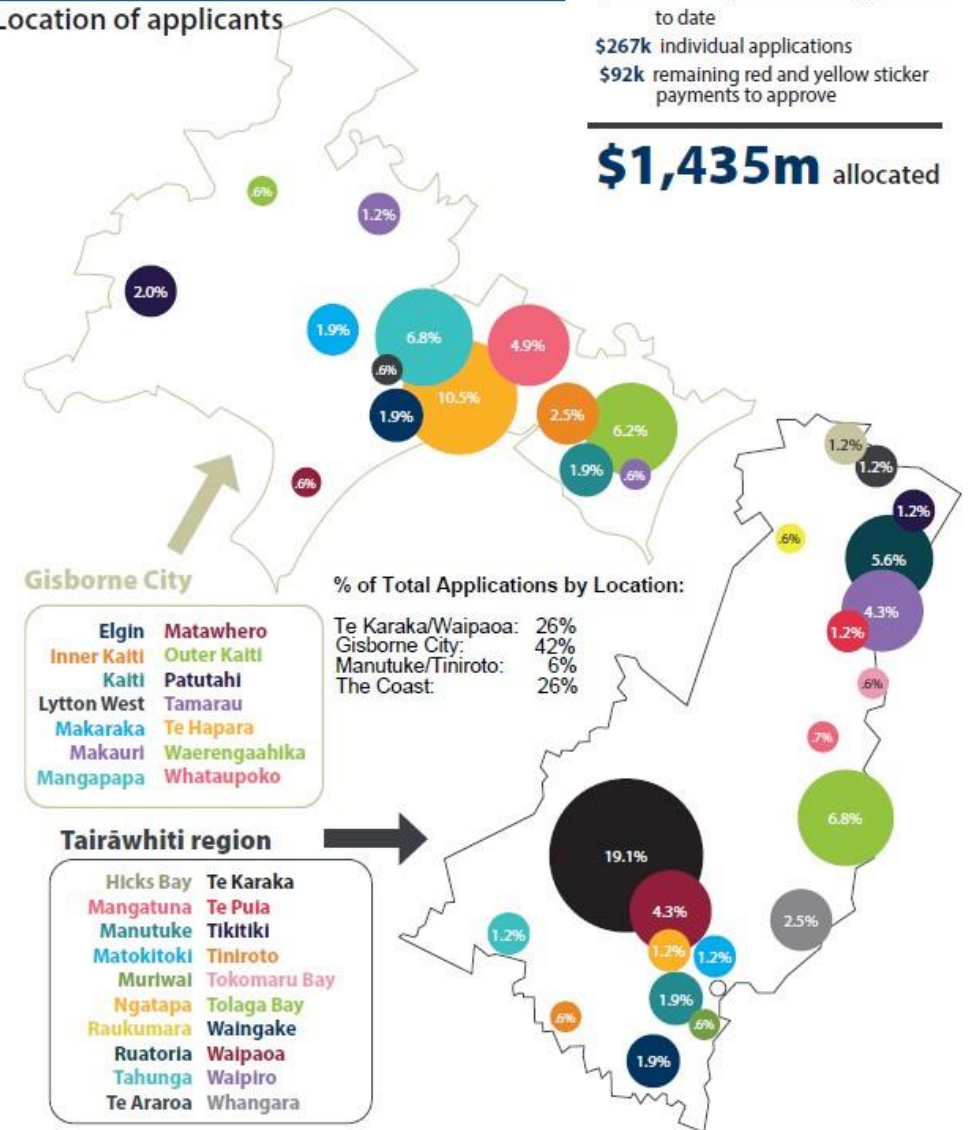 Location of applicants
to date
$267k individual applications
$92k remaining red and yellow sticker
payments to approve
$1,435m allocated
.6%
1.2%
2.0%
1.9%
6.8%
4.9%
.6%
10.5%
1.9%
2.5%
6.2%
1.9%
.6%
.6%
1.2%
1.2%
1.2%
.6%
5.6%
4.3%
1.2%
.6%
.7%
6.8%
19.1%
4.3%
2.5%
1.2%
1.2%
1.2%
1.9%
.6%
.6%
1.9%
Gisborne City
Elgin Matawhero
Inner Kaiti Outer Kaiti
Kaiti Patutahi
Lytton West Tamarau
Makaraka Te Hapara
Makauri Waerengaahika
Mangapapa Whataupoko
% of Total Applications by Location:
Te Karaka/Waipaoa: 26%
Gisborne City: 42%
Manutuke/Tiniroto: 6%
The Coast: 26%
Tairāwhiti region
Hicks Bay Te Karaka
Mangatuna Te Puia
Manutuke Tikitiki
Matokitoki Tiniroto
Muriwai Tokomaru Bay
Ngatapa Tolaga Bay
Raukumara Waingake
Ruatoria Waipaoa
Tahunga Waipiro
Te Araroa Whangara